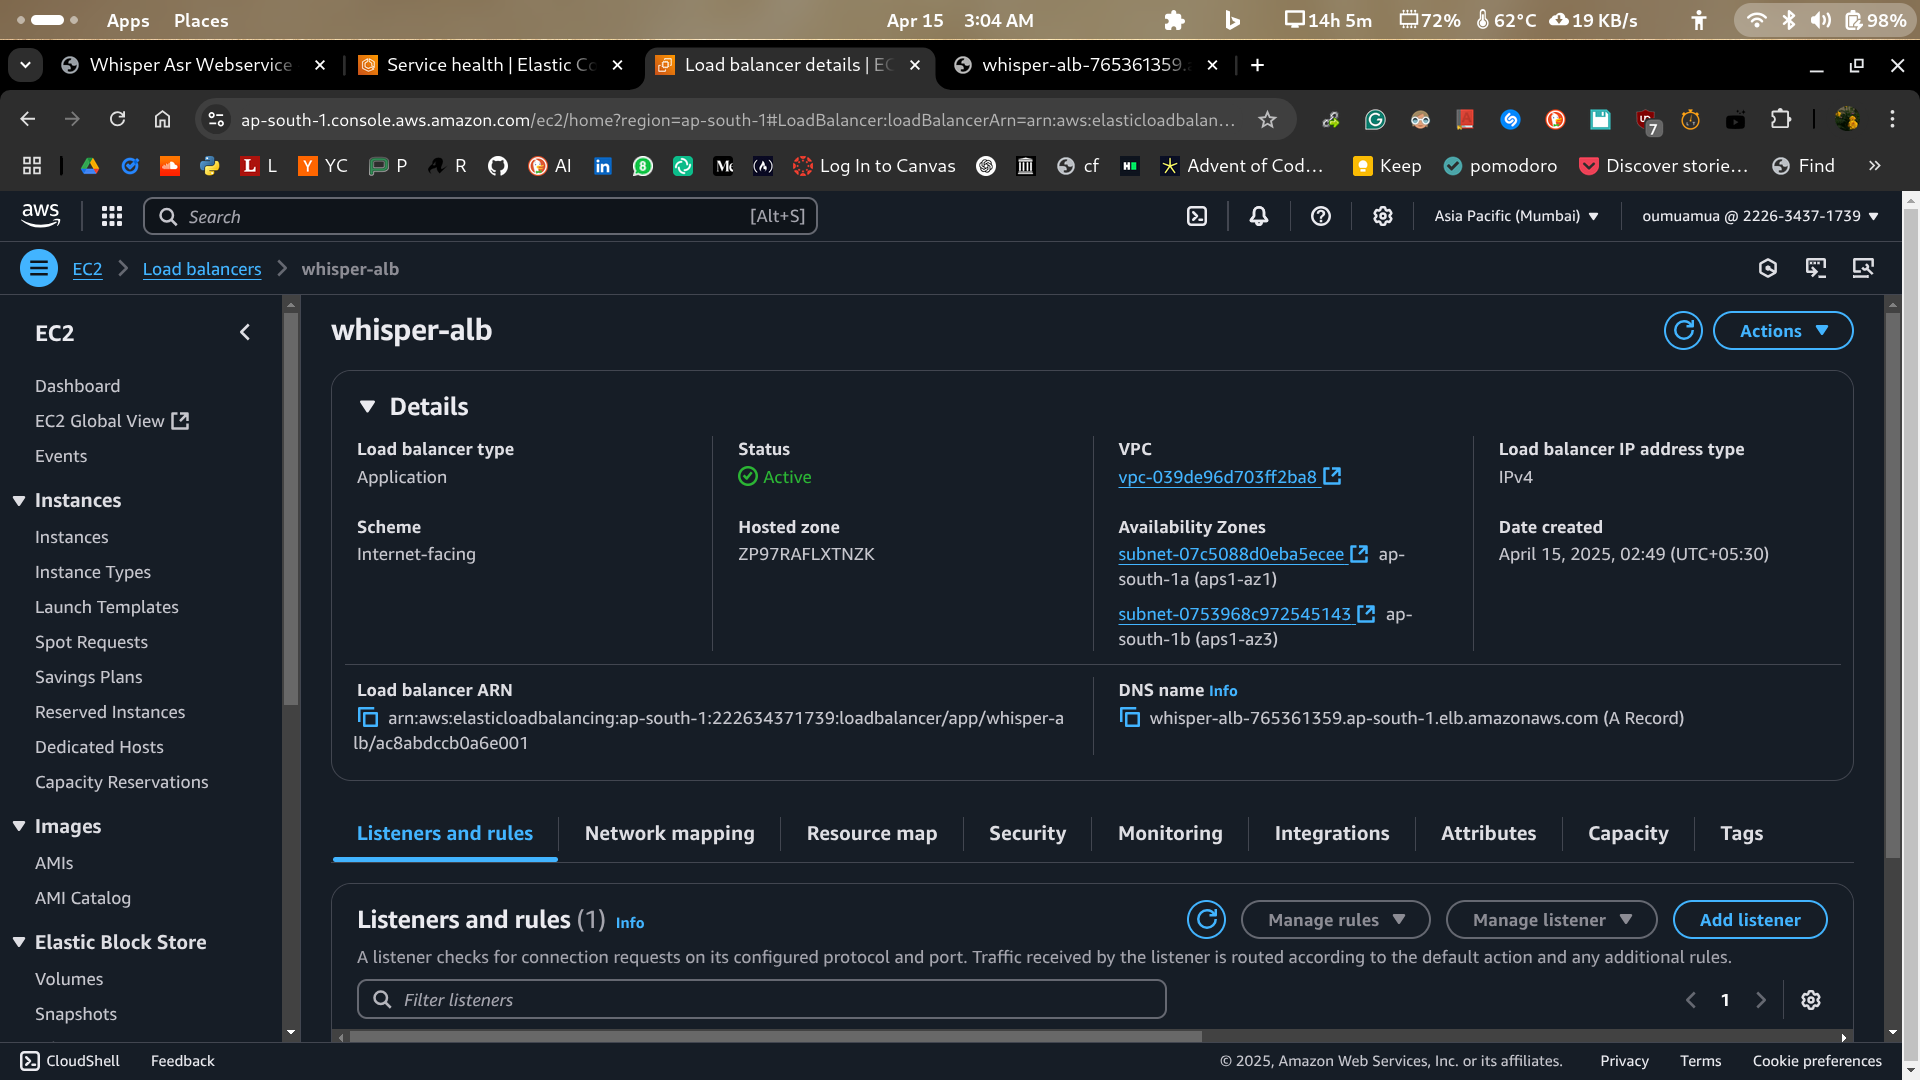 Apps Places Apr 15 3:04 AM 14h 5m 72% 62°C 19 KB/s 98%
Whisper Asr Webservice Service health | Elastic Co Load balancer details | EC whisper-alb-765361359.
ap-south-1.console.aws.amazon.com/ec2/home?region=ap-south-1#LoadBalancer:loadBalancerArn=arn:aws:elasticloadbalan... 7
L YC P R AI Log In to Canvas cf Advent of Cod... Keep pomodoro Discover storie... Find »
aws Search [Alt+S] Asia Pacific (Mumbai) oumuamua @ 2226-3437-1739
EC2 Load balancers whisper-alb
EC2
Dashboard
EC2 Global View
Events
Instances
Instances
Instance Types
Launch Templates
Spot Requests
Savings Plans
Reserved Instances
Dedicated Hosts
Capacity Reservations
Images
AMIs
AMI Catalog
Elastic Block Store
Volumes
Snapshots
whisper-alb
Actions
Details
Load balancer type
Application
Status
Active
VPC
vpc-039de96d703ff2ba8
Load balancer IP address type
IPv4
Scheme
Internet-facing
Hosted zone
ZP97RAFLXTNZK
Availability Zones
subnet-07c5088d0eba5ecee ap-
south-1a (aps1-az1)
subnet-0753968c972545143 ap-
south-1b (aps1-az3)
Date created
April 15, 2025, 02:49 (UTC+05:30)
Load balancer ARN
arn:aws:elasticloadbalancing:ap-south-1:222634371739:loadbalancer/app/whisper-a
lb/ac8abdccb0a6e001
DNS name Info
whisper-alb-765361359.ap-south-1.elb.amazonaws.com (A Record)
Listeners and rules Network mapping Resource map Security Monitoring Integrations Attributes Capacity Tags
Listeners and rules (1) Info
Manage rules Manage listener Add listener
A listener checks for connection requests on its configured protocol and port. Traffic received by the listener is routed according to the default action and any additional rules.
Filter listeners
1
CloudShell Feedback © 2025, Amazon Web Services, Inc. or its affiliates. Privacy Terms Cookie preferences